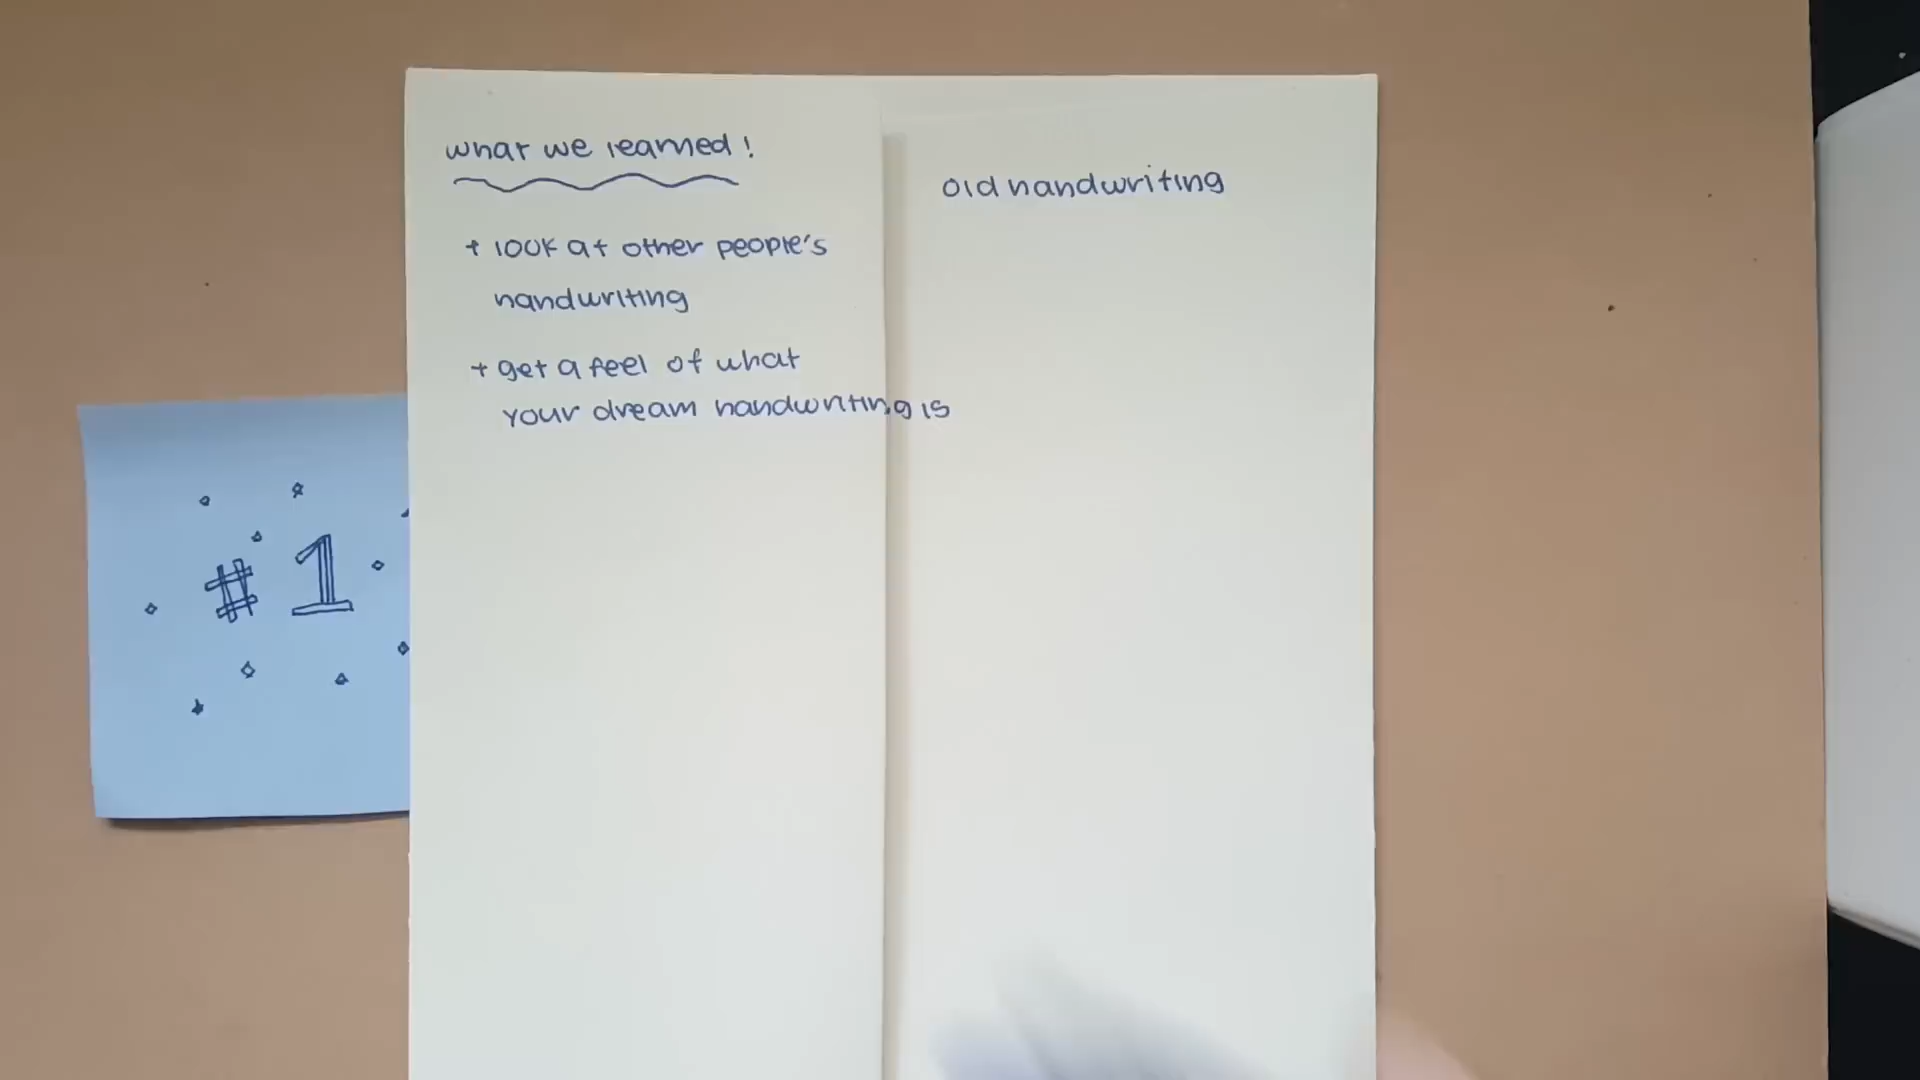 what we learned!
+ look at other people's
handwriting
+ get a feel of what
your dream handwriting is
old handwriting
#1